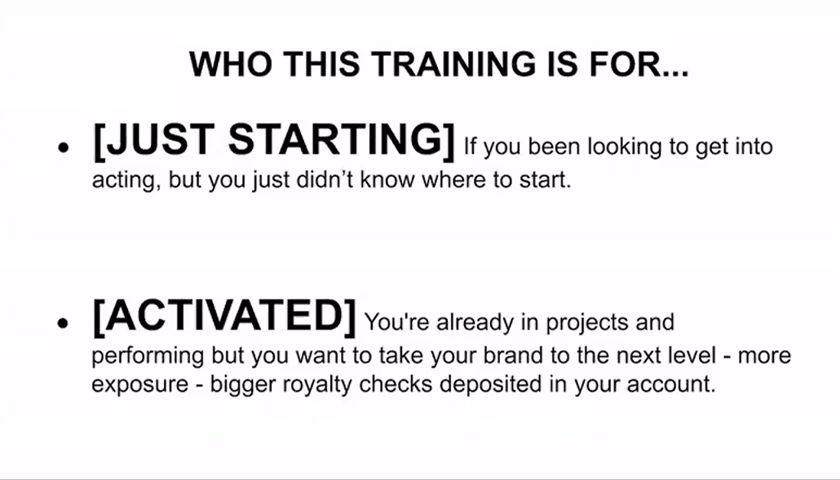 WHO THIS TRAINING IS FOR...
• [JUST STARTING] If you been looking to get into
acting, but you just didn’t know where to start.
• [ACTIVATED] You're already in projects and
performing but you want to take your brand to the next level - more
exposure - bigger royalty checks deposited in your account.